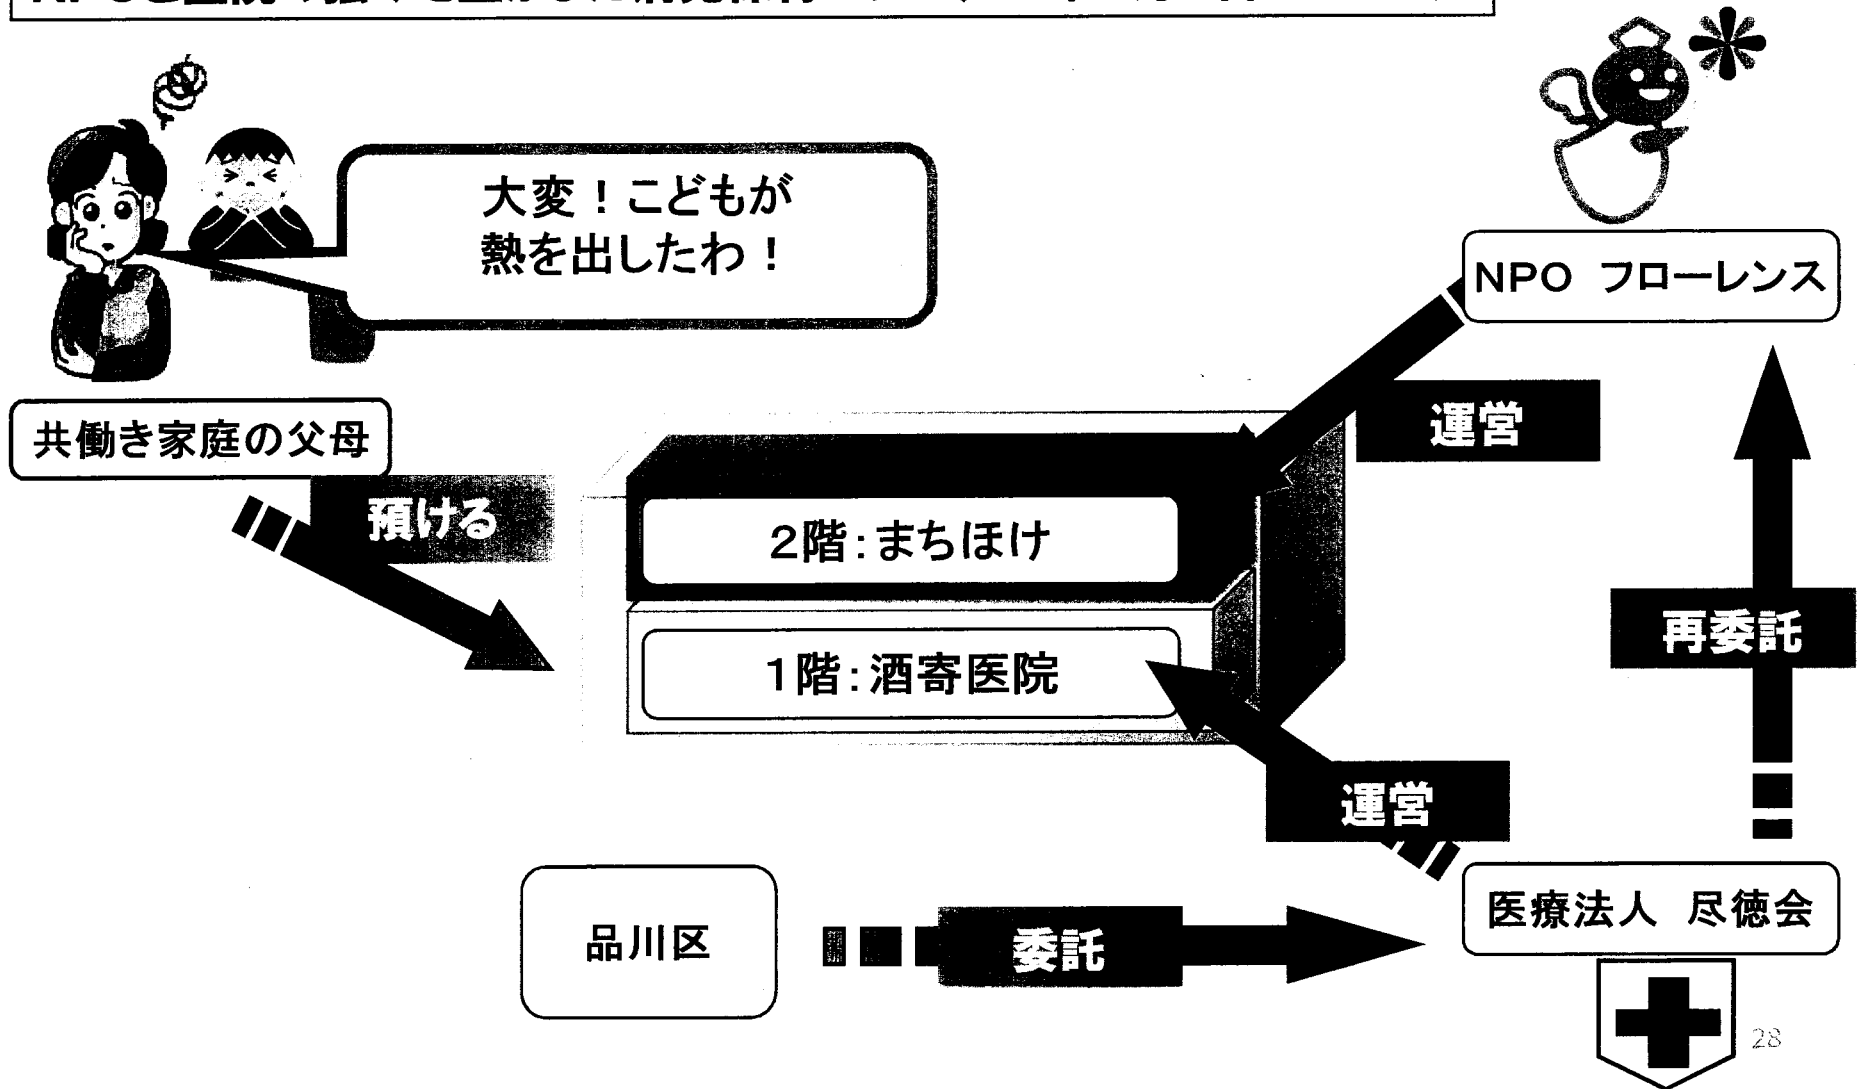 大変！こどもが
熱を出したわ！
NPO フローレンス
共働き家庭の父母
運営
預ける
2階：まちほけ
再委託
1階：酒寄医院
運営
品川区
委託
医療法人 尽徳会
28